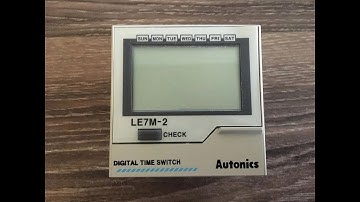 SUN MON TUE WED THU FRI SAT
LE7M-2
CHECK
DIGITAL TIME SWITCH
Autonics